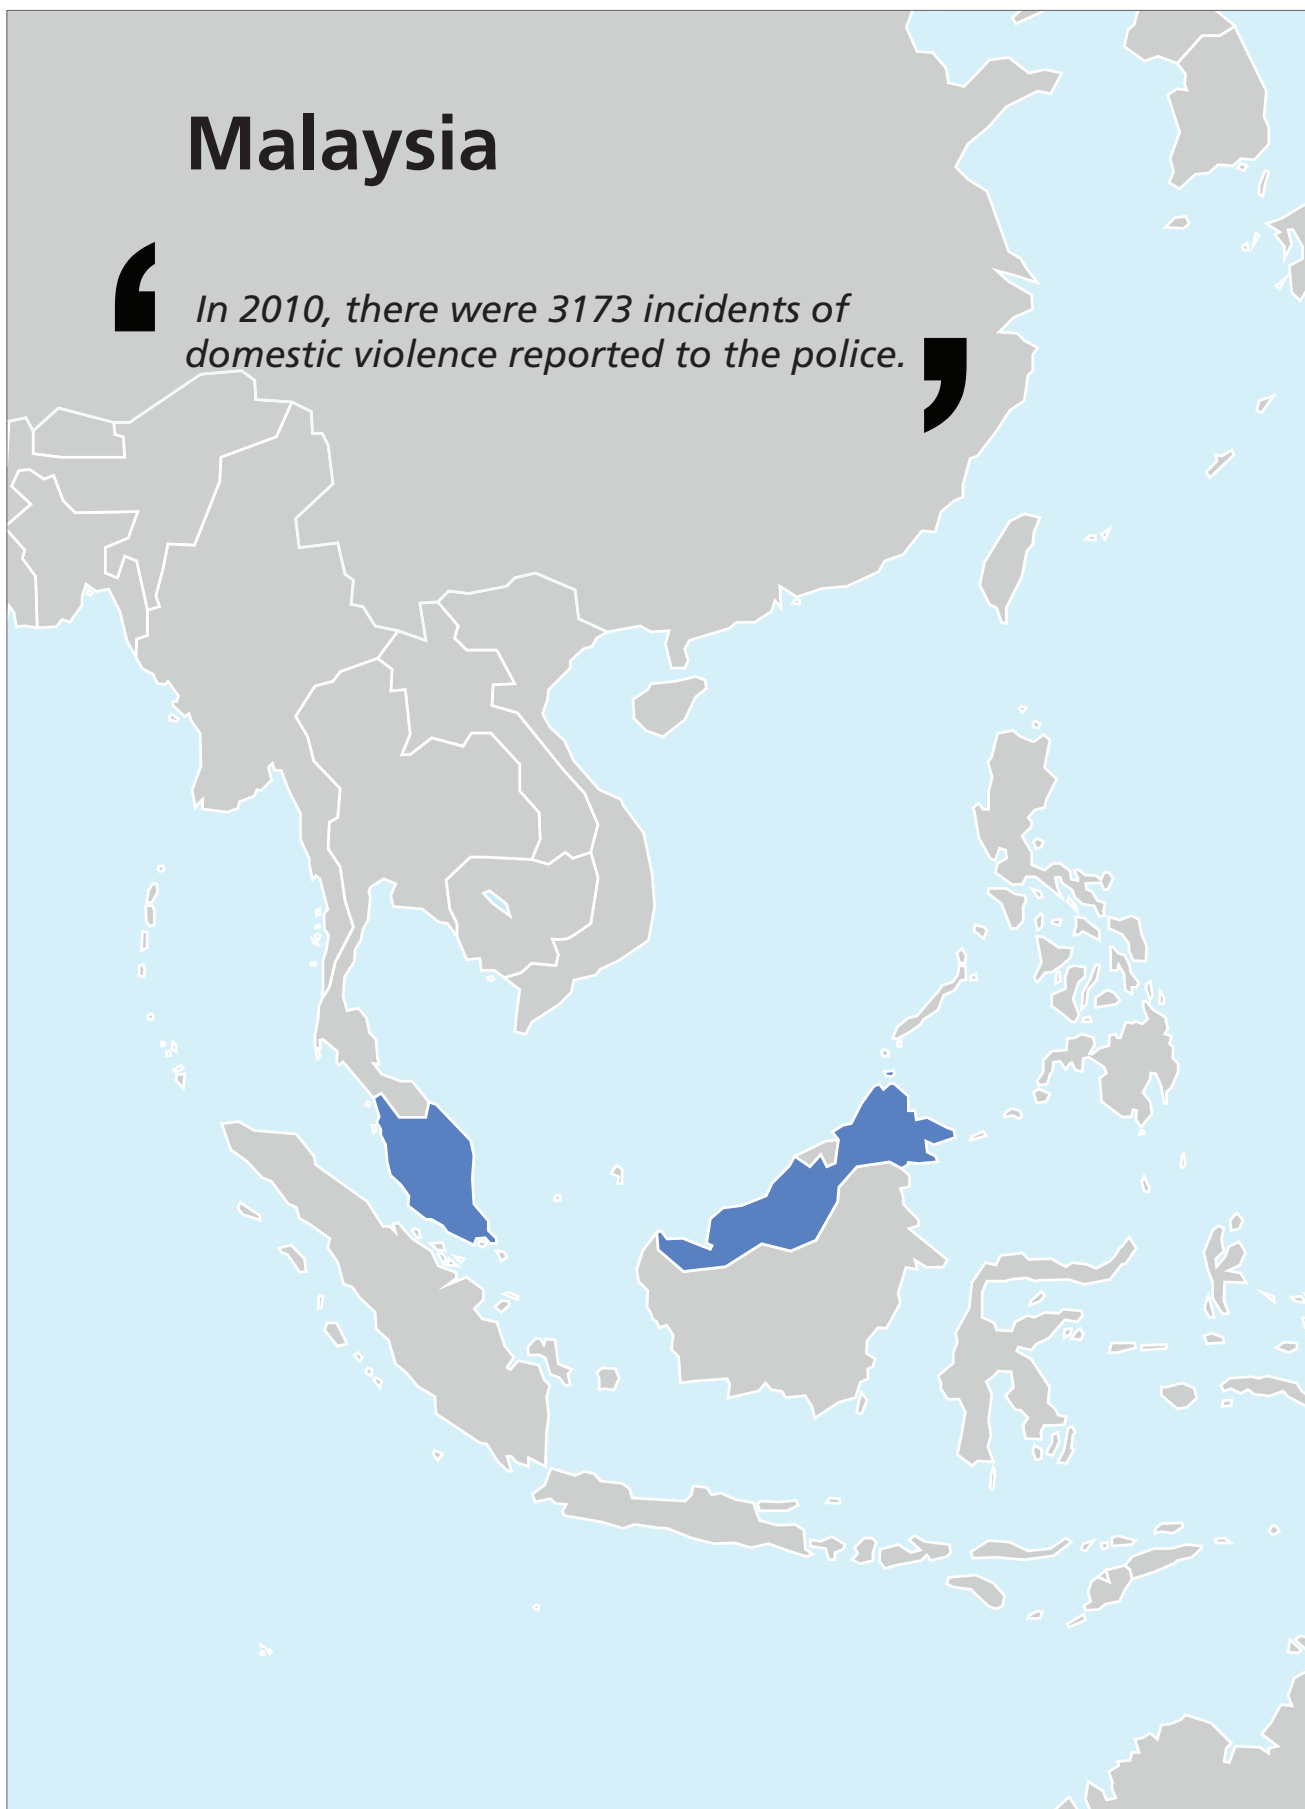 Malaysia
‘ In 2010, there were 3173 incidents of
domestic violence reported to the police. ’